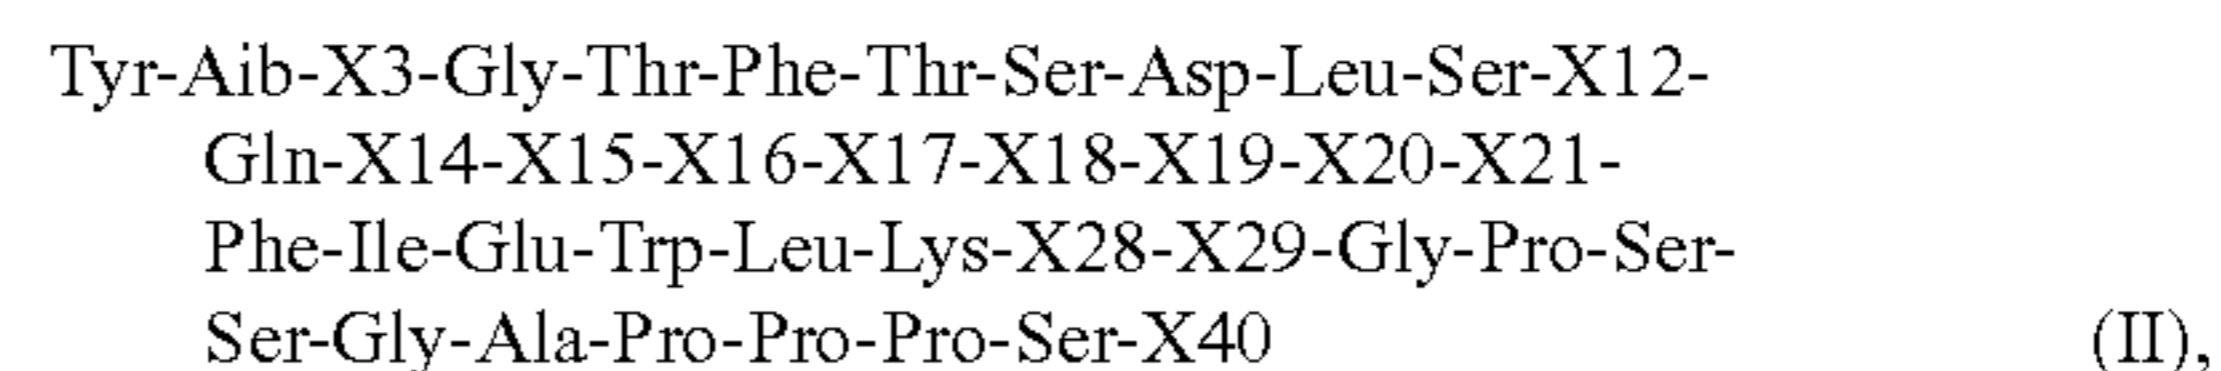 Tyr-Aib-X3-Gly-Thr-Phe-Thr-Ser-Asp-Leu-Ser-X12-
Gln-X14-X15-X16-X17-X18-X19-X20-X21-
Phe-Ile-Glu-Trp-Leu-Lys-X28-X29-Gly-Pro-Ser-
Ser-Gly-Ala-Pro-Pro-Pro-Ser-X40 (II),